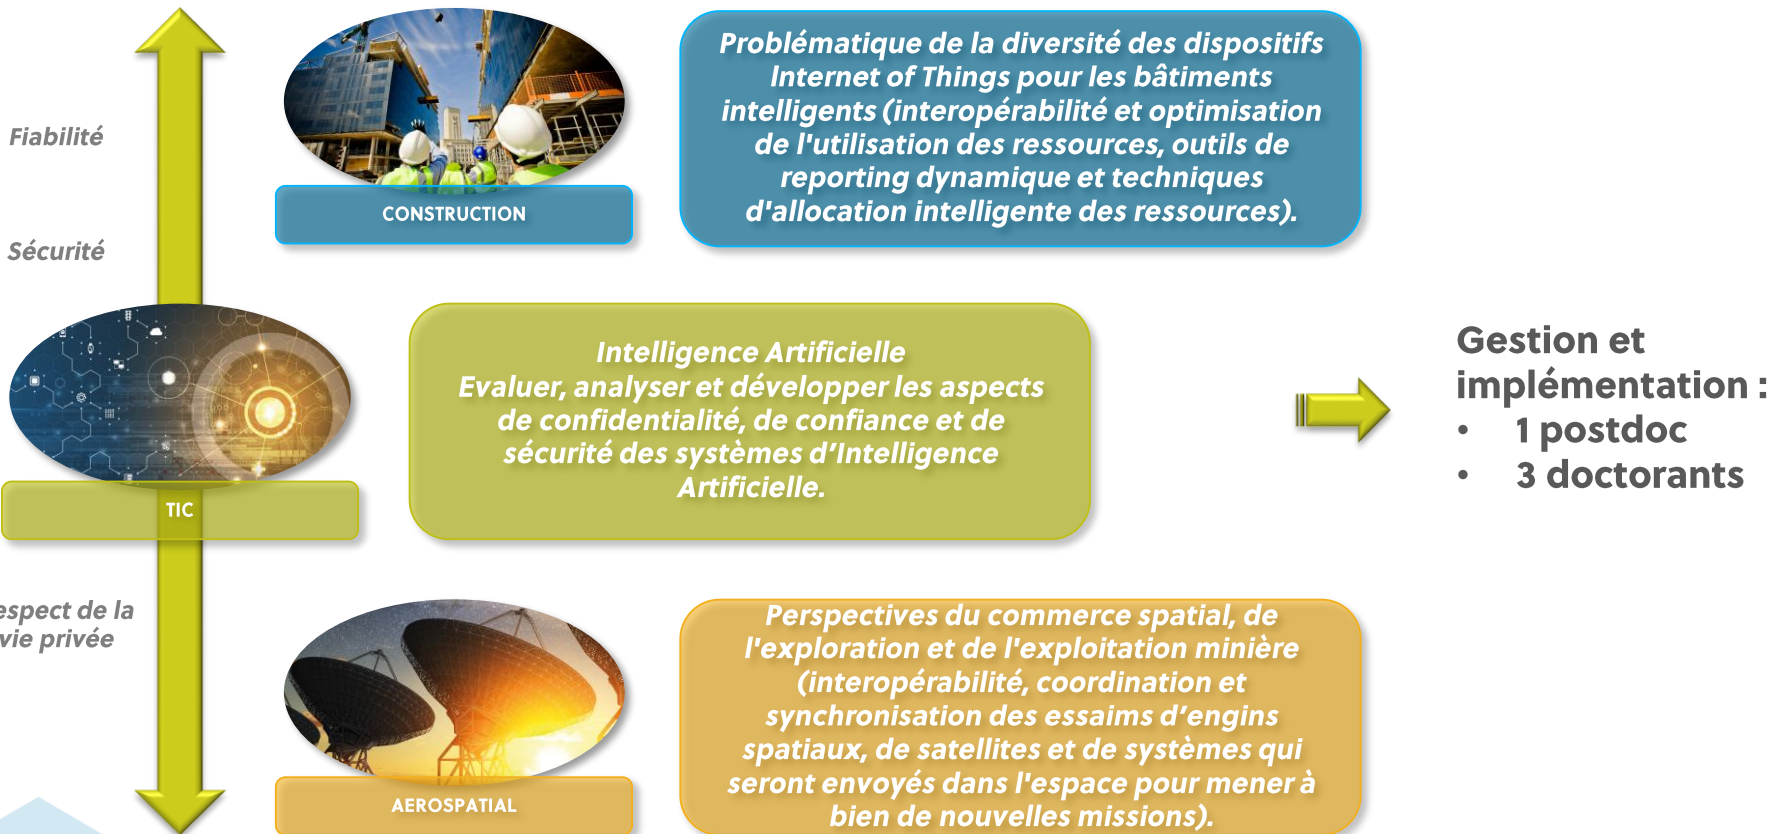 Fiabilité
Sécurité
espect de la
vie privée
CONSTRUCTION
Problématique de la diversité des dispositifs
Internet of Things pour les bâtiments
intelligents (interopérabilité et optimisation
de l'utilisation des ressources, outils de
reporting dynamique et techniques
d'allocation intelligente des ressources).
TIC
Intelligence Artificielle
Evaluer, analyser et développer les aspects
de confidentialité, de confiance et de
sécurité des systèmes d’Intelligence
Artificielle.
AEROSPATIAL
Perspectives du commerce spatial, de
l'exploration et de l'exploitation minière
(interopérabilité, coordination et
synchronisation des essaims d’engins
spatiaux, de satellites et de systèmes qui
seront envoyés dans l'espace pour mener à
bien de nouvelles missions).
Gestion et
implémentation :
• 1 postdoc
• 3 doctorants